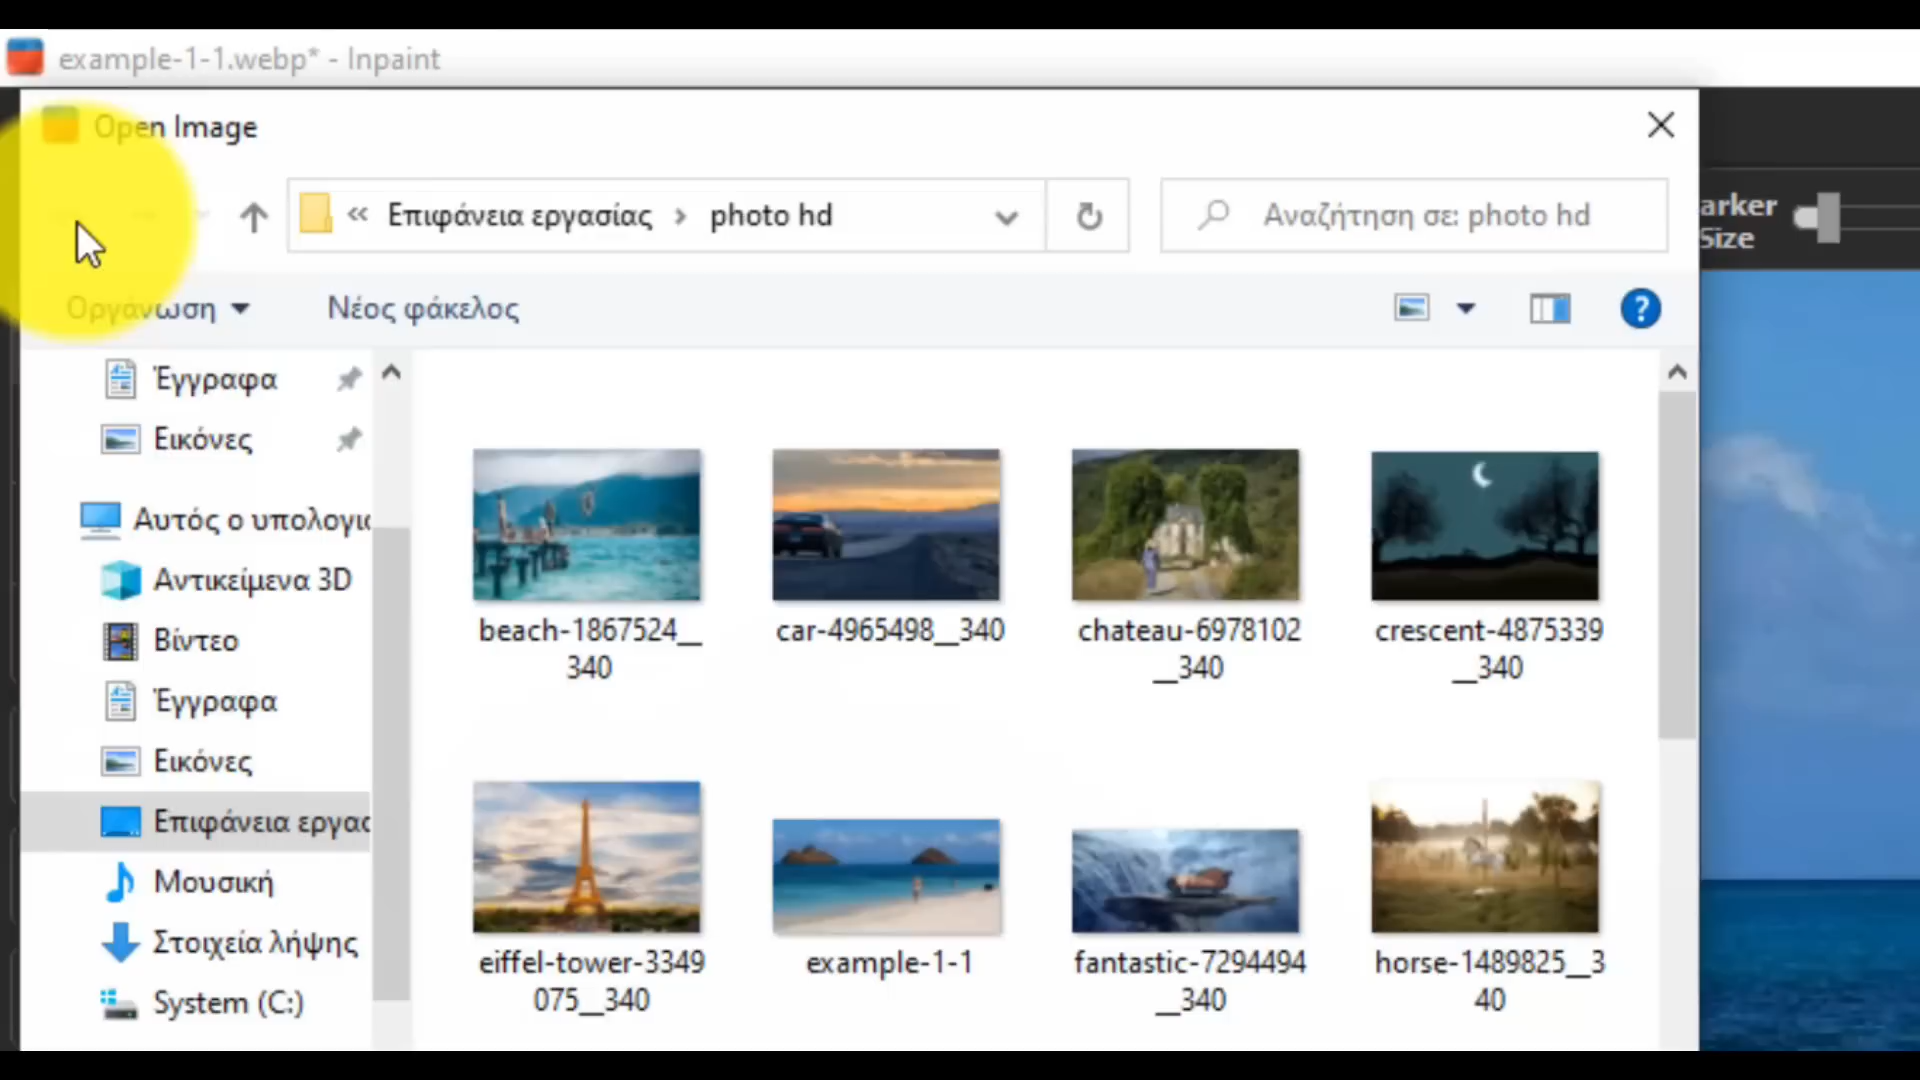 example-1-1.webp* - Inpaint
Open Image
« Επιφάνεια εργασίας › photo hd
Αναζήτηση σε: photo hd
arker
Size
Οργάνωση
Νέος φάκελος
?
Έγγραφα
Εικόνες
Αυτός ο υπολογι
Αντικείμενα 3D
Βίντεο
Έγγραφα
Εικόνες
Επιφάνεια εργας
Μουσική
Στοιχεία λήψης
System (C:)
beach-1867524__
340
car-4965498__340
chateau-6978102
__340
crescent-4875339
__340
eiffel-tower-3349
075__340
example-1-1
fantastic-7294494
__340
horse-1489825__3
40